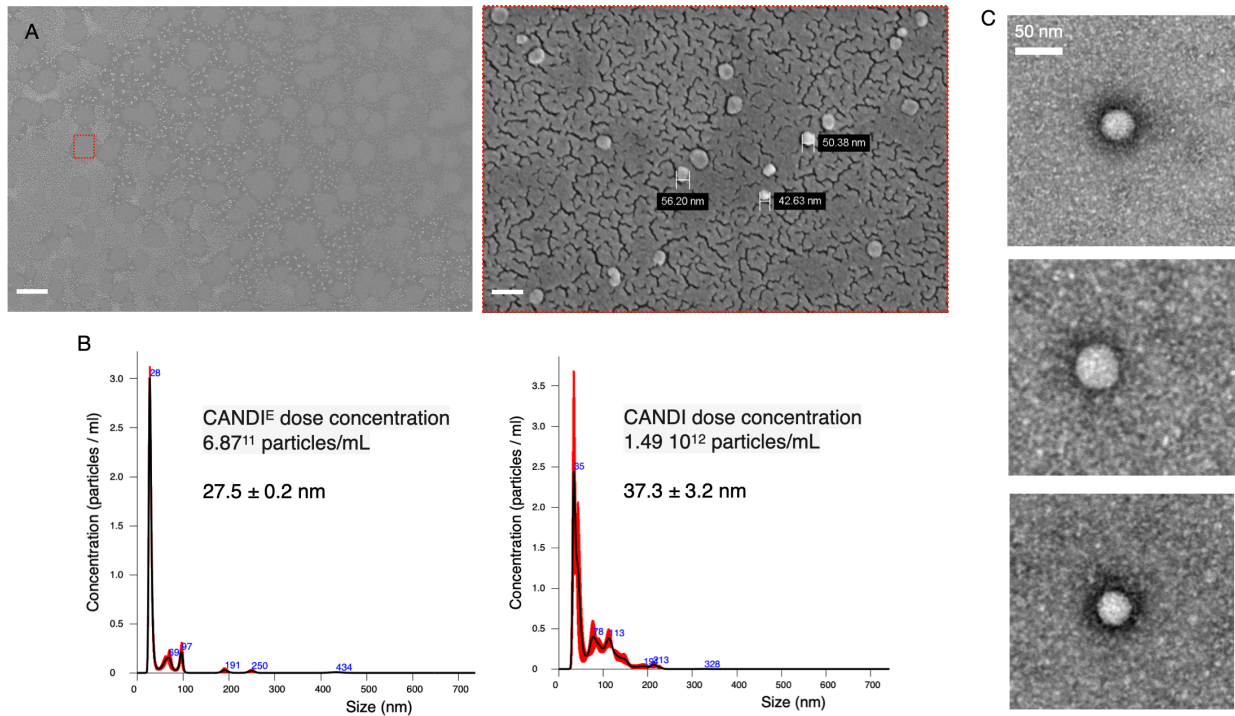 A
50.38 nm
56.20 nm
42.63 nm
C
50 nm
B
Concentration (particles / ml)
3.0
2.5
2.0
1.5
1.0
0.5
0.0
28
69
97
191
250
434
CANDIᴱ dose concentration
6.87¹¹ particles/mL
27.5 ± 0.2 nm
0 100 200 300 400 500 600 700
Size (nm)
Concentration (particles / ml)
3.5
3.0
2.5
2.0
1.5
1.0
0.5
0.0
35
78
113
213
328
CANDI dose concentration
1.49 10¹² particles/mL
37.3 ± 3.2 nm
0 100 200 300 400 500 600 700
Size (nm)